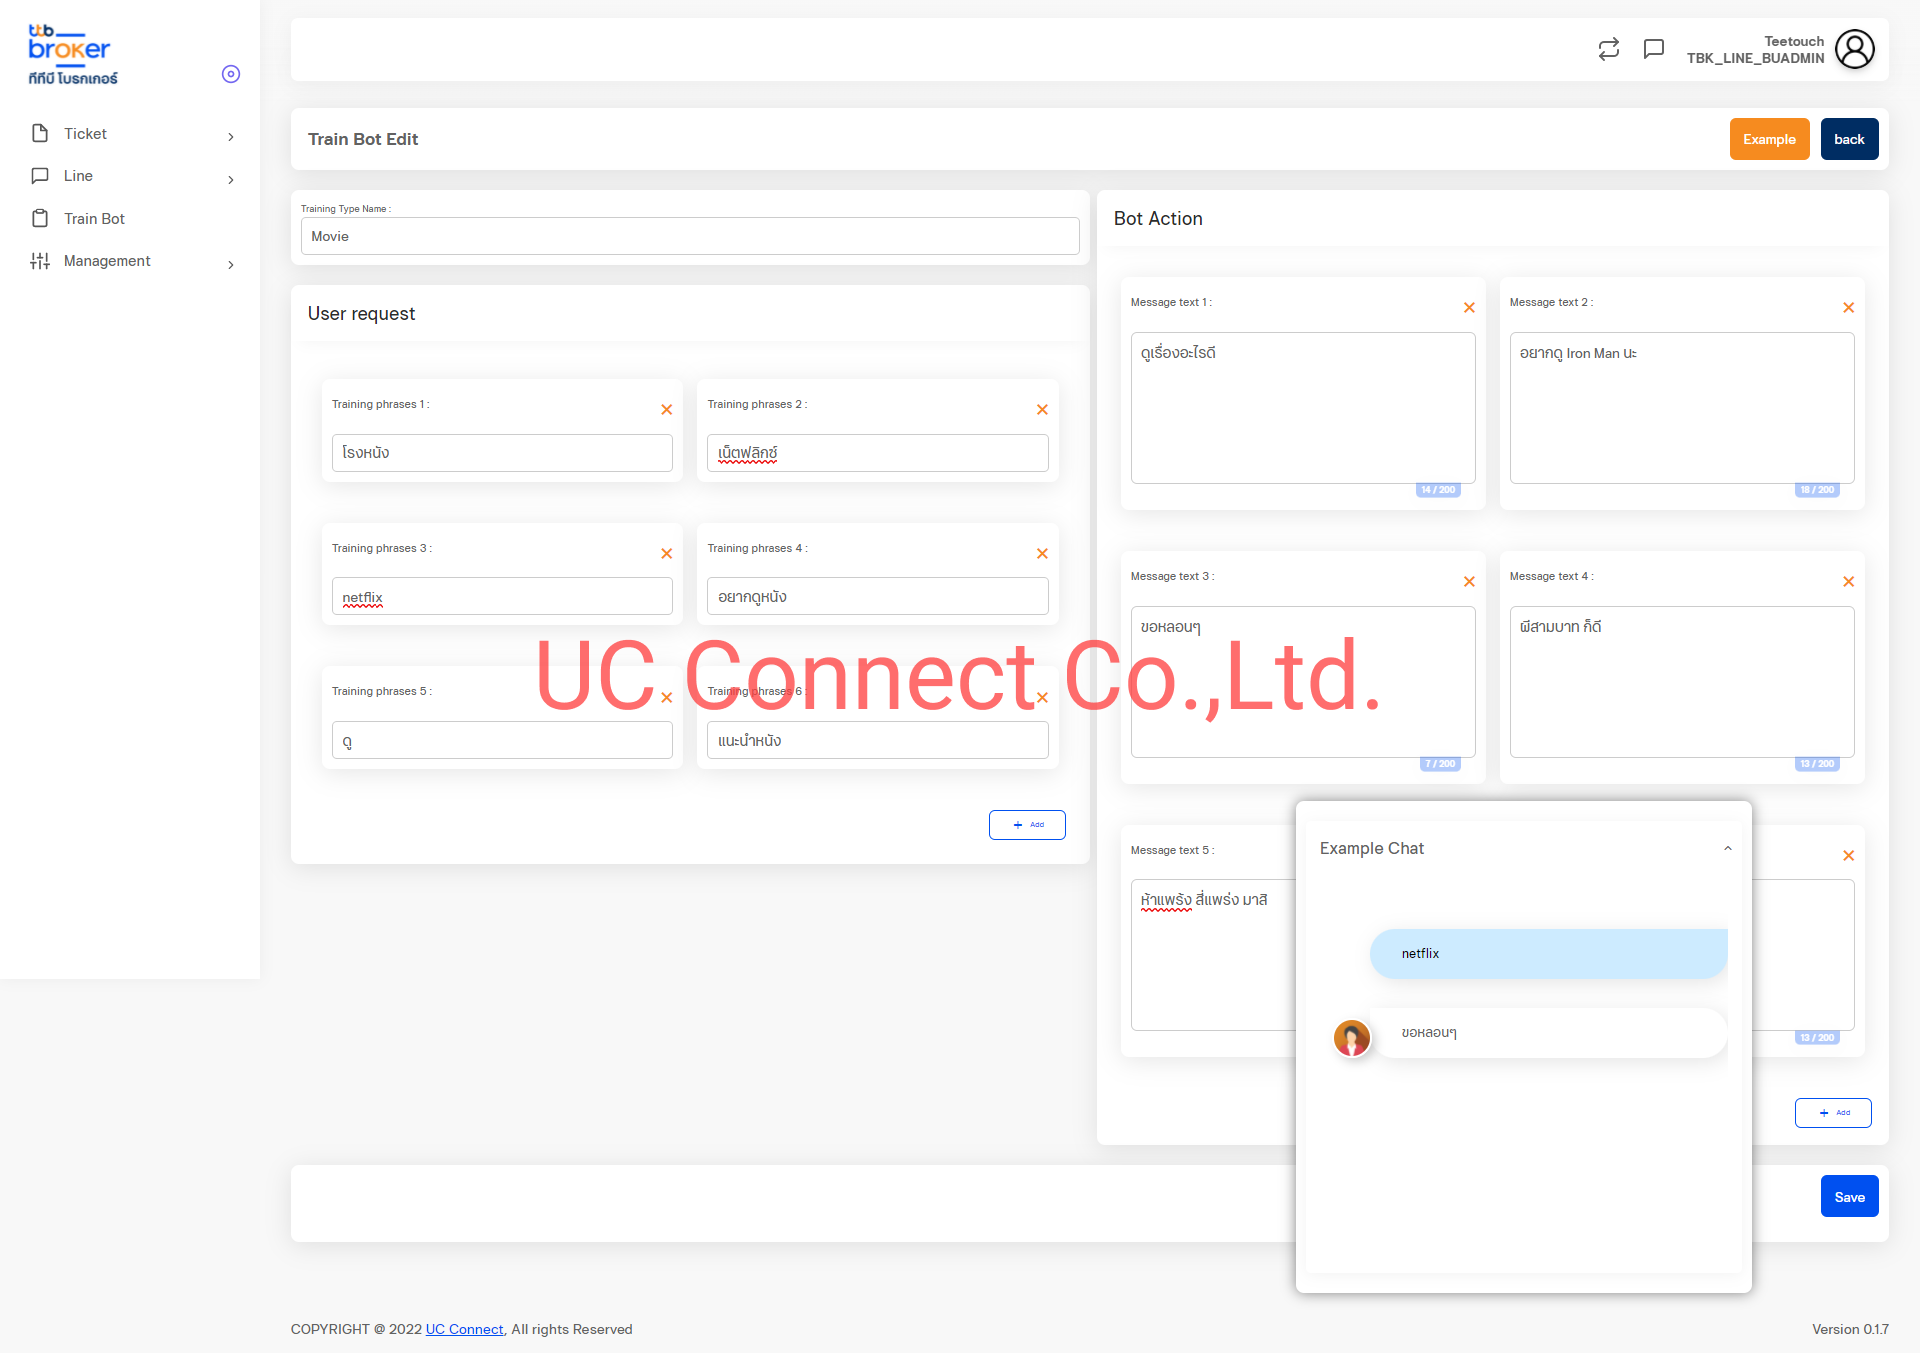 ttb
broker
ทีทีบี โบรกเกอร์
Ticket
Line
Train Bot
Management
Teetouch
TBK_LINE_BUADMIN
Train Bot Edit
Example
back
Training Type Name :
Movie
User request
Training phrases 1 :
โรงหนัง
Training phrases 2 :
เน็ตฟลิกซ์
Training phrases 3 :
netflix
Training phrases 4 :
อยากดูหนัง
Training phrases 5 :
ดู
Training phrases 6 :
แนะนำหนัง
Add
Bot Action
Message text 1 :
ดูเรื่องอะไรดี
14 / 200
Message text 2 :
อยากดู Iron Man นะ
18 / 200
Message text 3 :
ขอหลอนๆ
7 / 200
Message text 4 :
ผีสามบาท ก็ดี
13 / 200
Message text 5 :
ห้าแพร้ง สี่แพร่ง มาสิ
13 / 200
Add
UC Connect Co.,Ltd.
Example Chat
netflix
ขอหลอนๆ
Save
COPYRIGHT @ 2022 UC Connect, All rights Reserved
Version 0.1.7